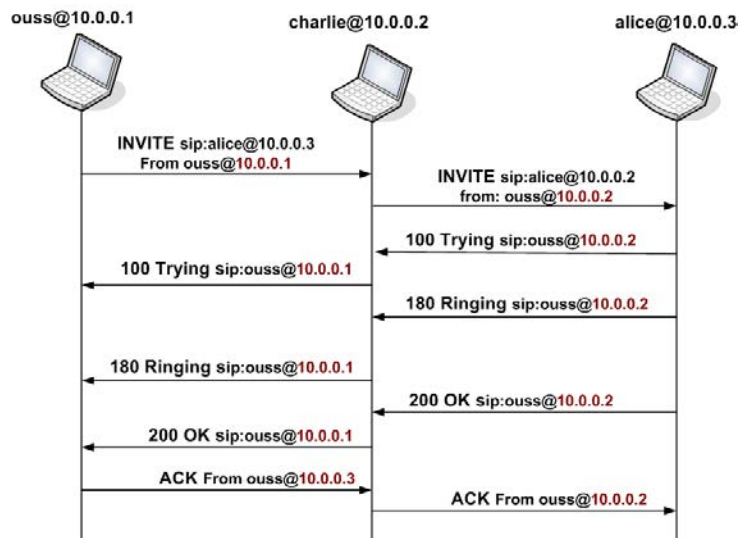 ouss@10.0.0.1
charlie@10.0.0.2
alice@10.0.0.3
INVITE sip:alice@10.0.0.3
From ouss@10.0.0.1
INVITE sip:alice@10.0.0.2
from: ouss@10.0.0.2
100 Trying sip:ouss@10.0.0.2
100 Trying sip:ouss@10.0.0.1
180 Ringing sip:ouss@10.0.0.2
180 Ringing sip:ouss@10.0.0.1
200 OK sip:ouss@10.0.0.2
200 OK sip:ouss@10.0.0.1
ACK From ouss@10.0.0.3
ACK From ouss@10.0.0.2